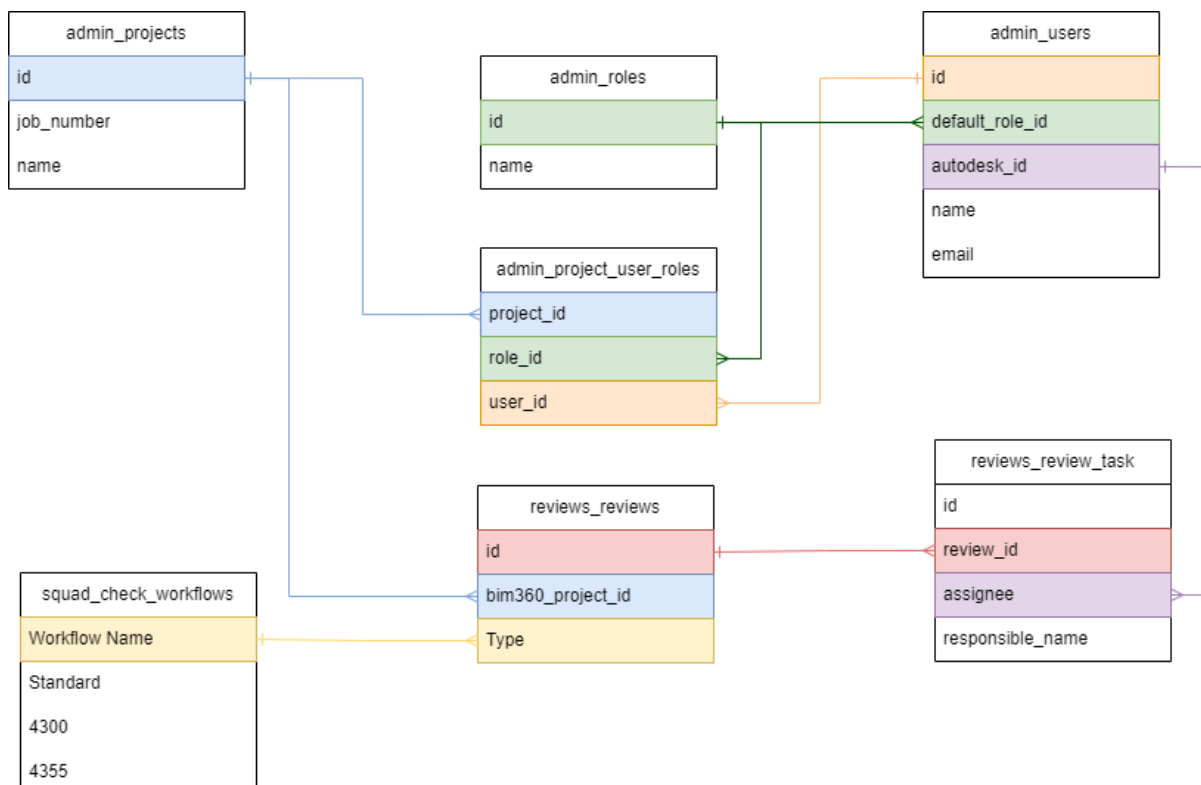 admin_projects
id
job_number
name
admin_roles
id
name
admin_users
id
default_role_id
autodesk_id
name
email
admin_project_user_roles
project_id
role_id
user_id
reviews_reviews
id
bim360_project_id
Type
reviews_review_task
id
review_id
assignee
responsible_name
squad_check_workflows
Workflow Name
Standard
4300
4355